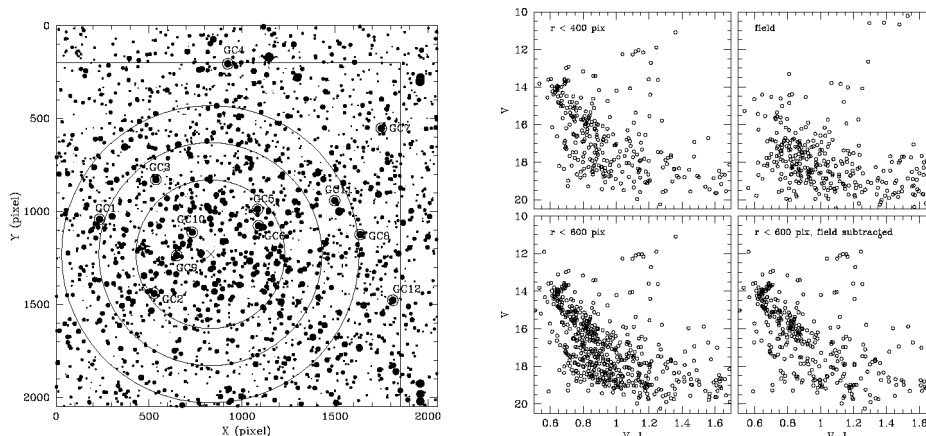 0
500
1000
1500
2000
Y (pixel)
0
500
1000
1500
2000
X (pixel)
GC4
GC7
GC3
GC11
GC1
GC5
GC10
GC6
GC8
GC2
GC12
r < 400 pix
field
10
12
14
16
18
20
V
r < 600 pix
r < 600 pix, field subtracted
10
12
14
16
18
20
V
0.6
0.8
1
1.2
1.4
1.6
0.6
0.8
1
1.2
1.4
1.6